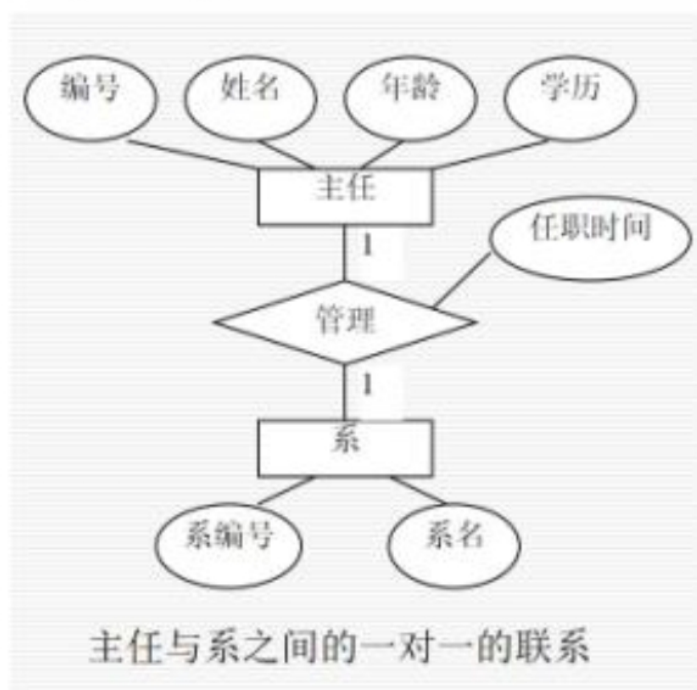 编号 姓名 年龄 学历
主任
任职时间
1
管理
1
系
系编号 系名
主任与系之间的一对一的联系